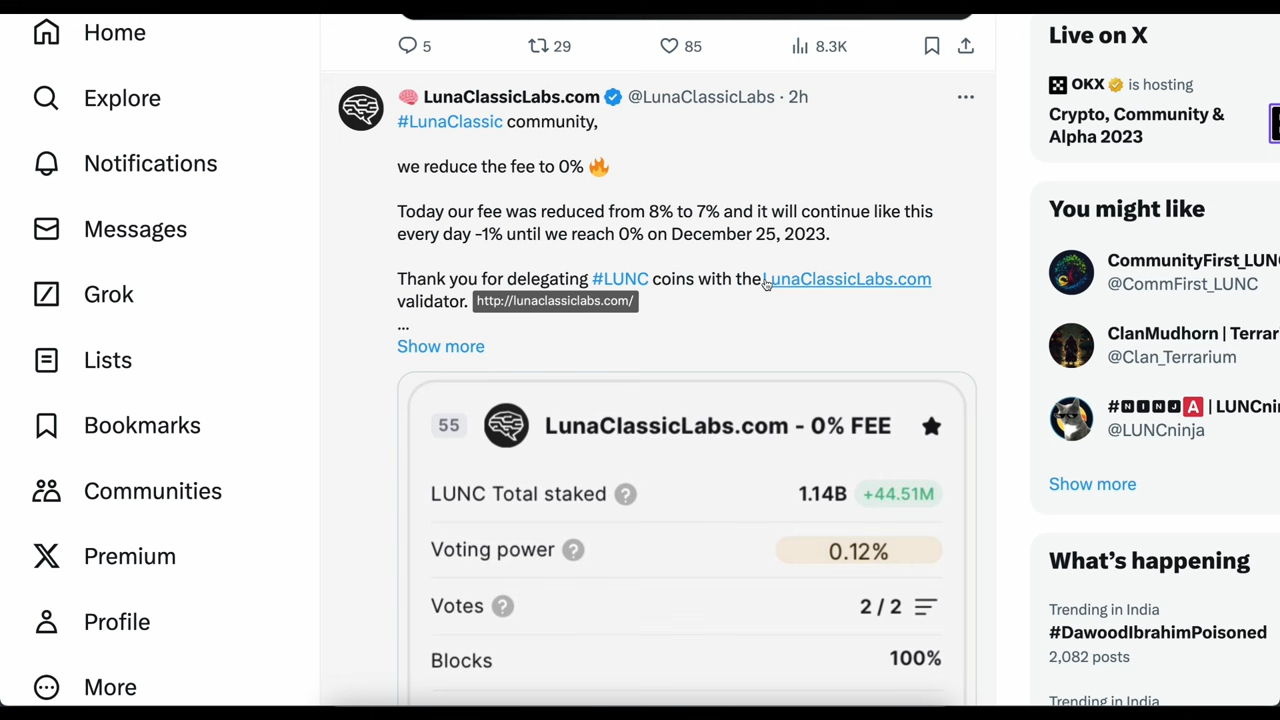 Home
Explore
Notifications
Messages
Grok
Lists
Bookmarks
Communities
Premium
Profile
More
5 29 85 8.3K
🧠 LunaClassicLabs.com @LunaClassicLabs · 2h
#LunaClassic community,
we reduce the fee to 0% 🔥
Today our fee was reduced from 8% to 7% and it will continue like this
every day -1% until we reach 0% on December 25, 2023.
Thank you for delegating #LUNC coins with the LunaClassicLabs.com
validator.
http://lunaclassiclabs.com/
...
Show more
55 LunaClassicLabs.com - 0% FEE
LUNC Total staked ? 1.14B +44.51M
Voting power ? 0.12%
Votes ? 2 / 2
Blocks 100%
Live on X
OKX is hosting
Crypto, Community &
Alpha 2023
You might like
CommunityFirst_LUN
@CommFirst_LUNC
ClanMudhorn | Terrar
@Clan_Terrarium
#🅽🅸🅽🅹🅰 | LUNCnin
@LUNCninja
Show more
What's happening
Trending in India
#DawoodIbrahimPoisoned
2,082 posts
Trending in India